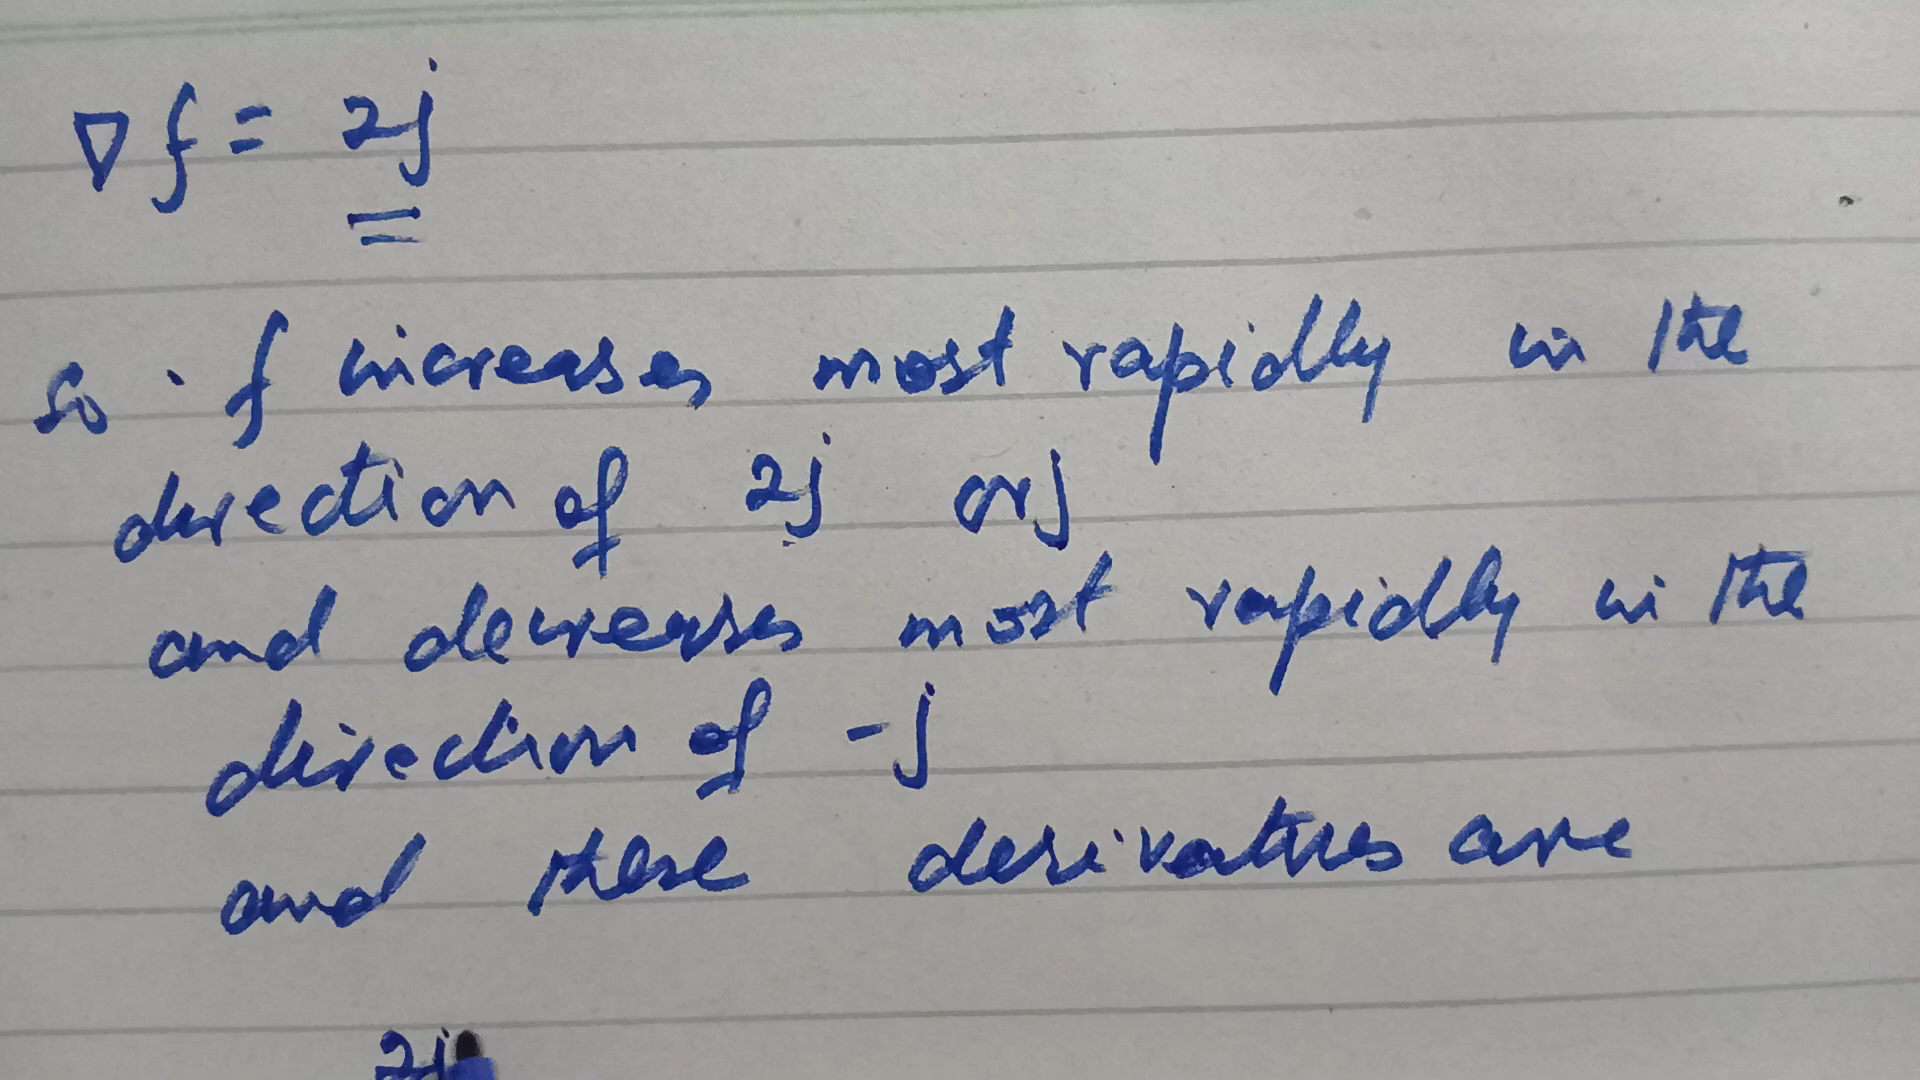 ∇f = 2j
so f increases most rapidly in the
direction of 2j or j
and decreases most rapidly in the
direction of -j
and these derivatives are
2j